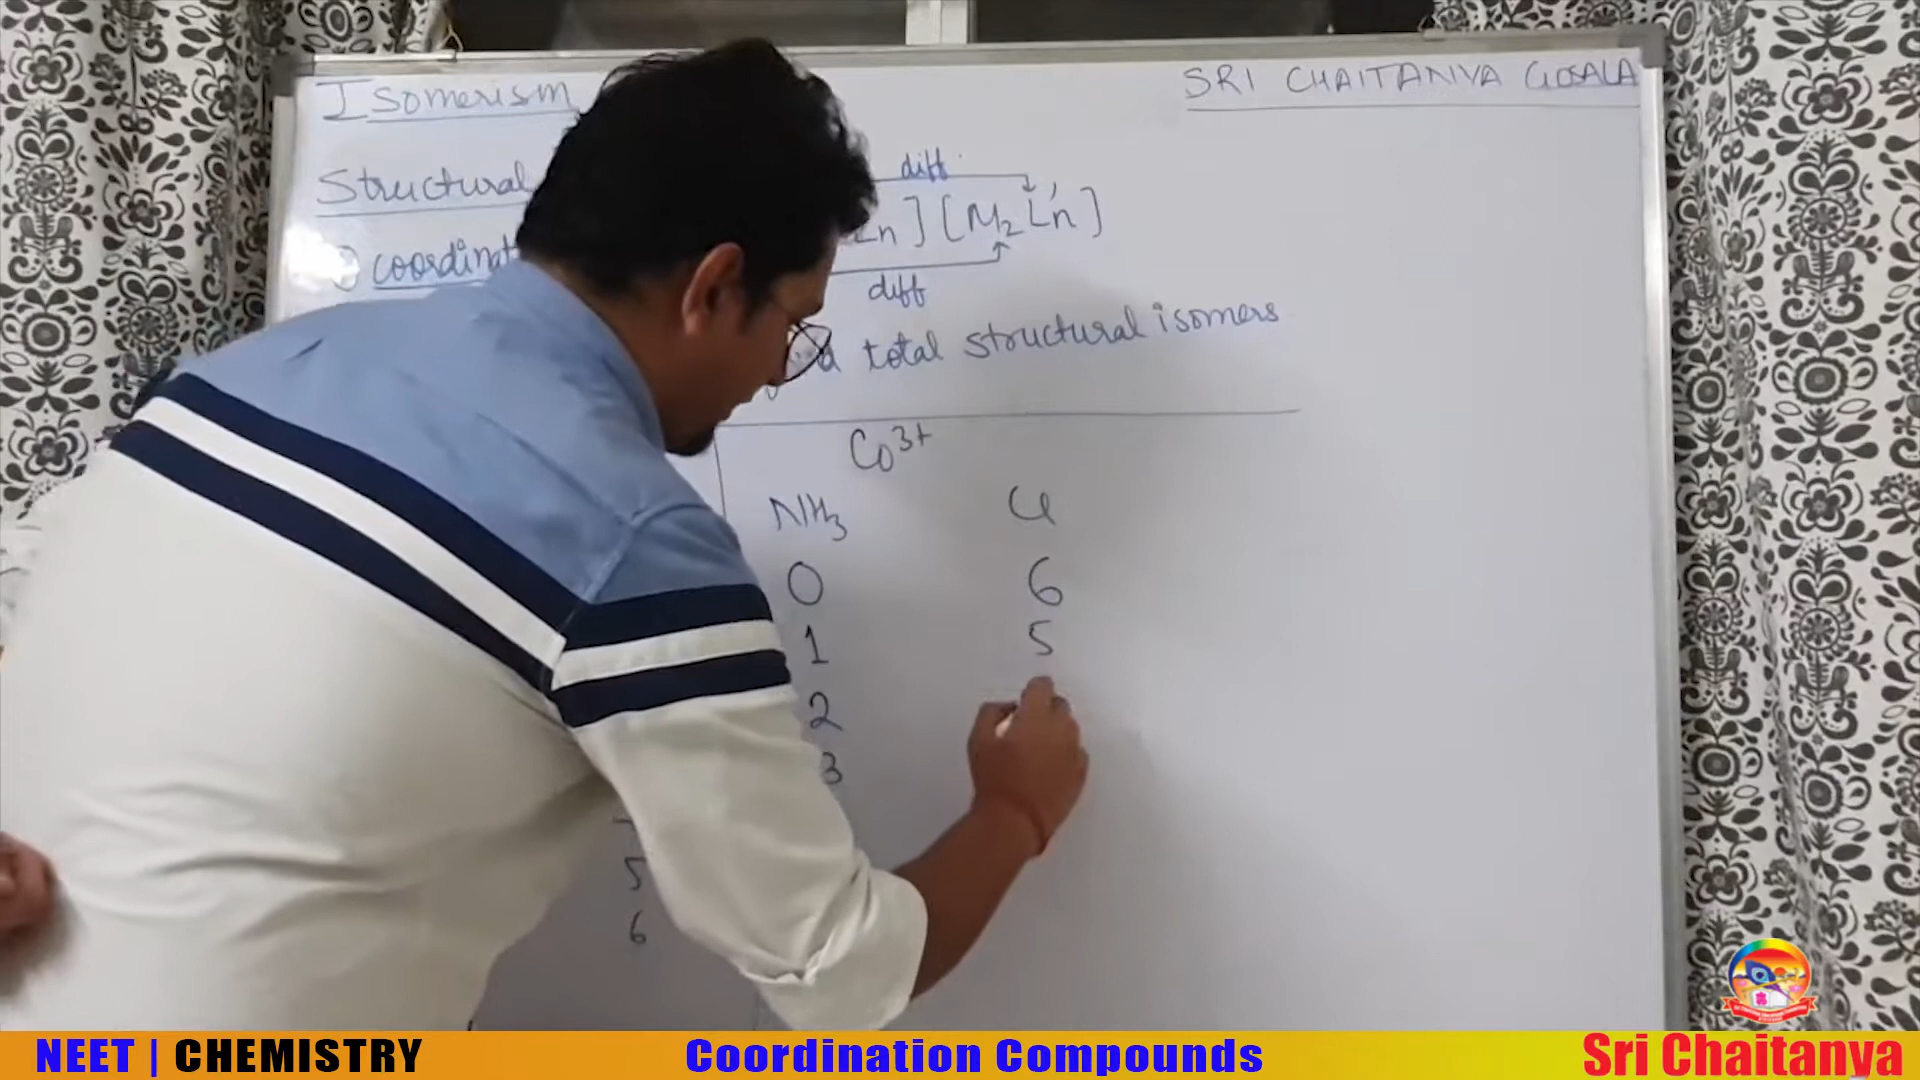 Isomerism
SRI CHAITANYA GOSALA
Structural
diff
Ln] [M2 L'n]
coordinat
diff
total structural isomers
Co3+
NH3 Cl
0 6
1 5
2
3
5
6
NEET | CHEMISTRY
Coordination Compounds
Sri Chaitanya